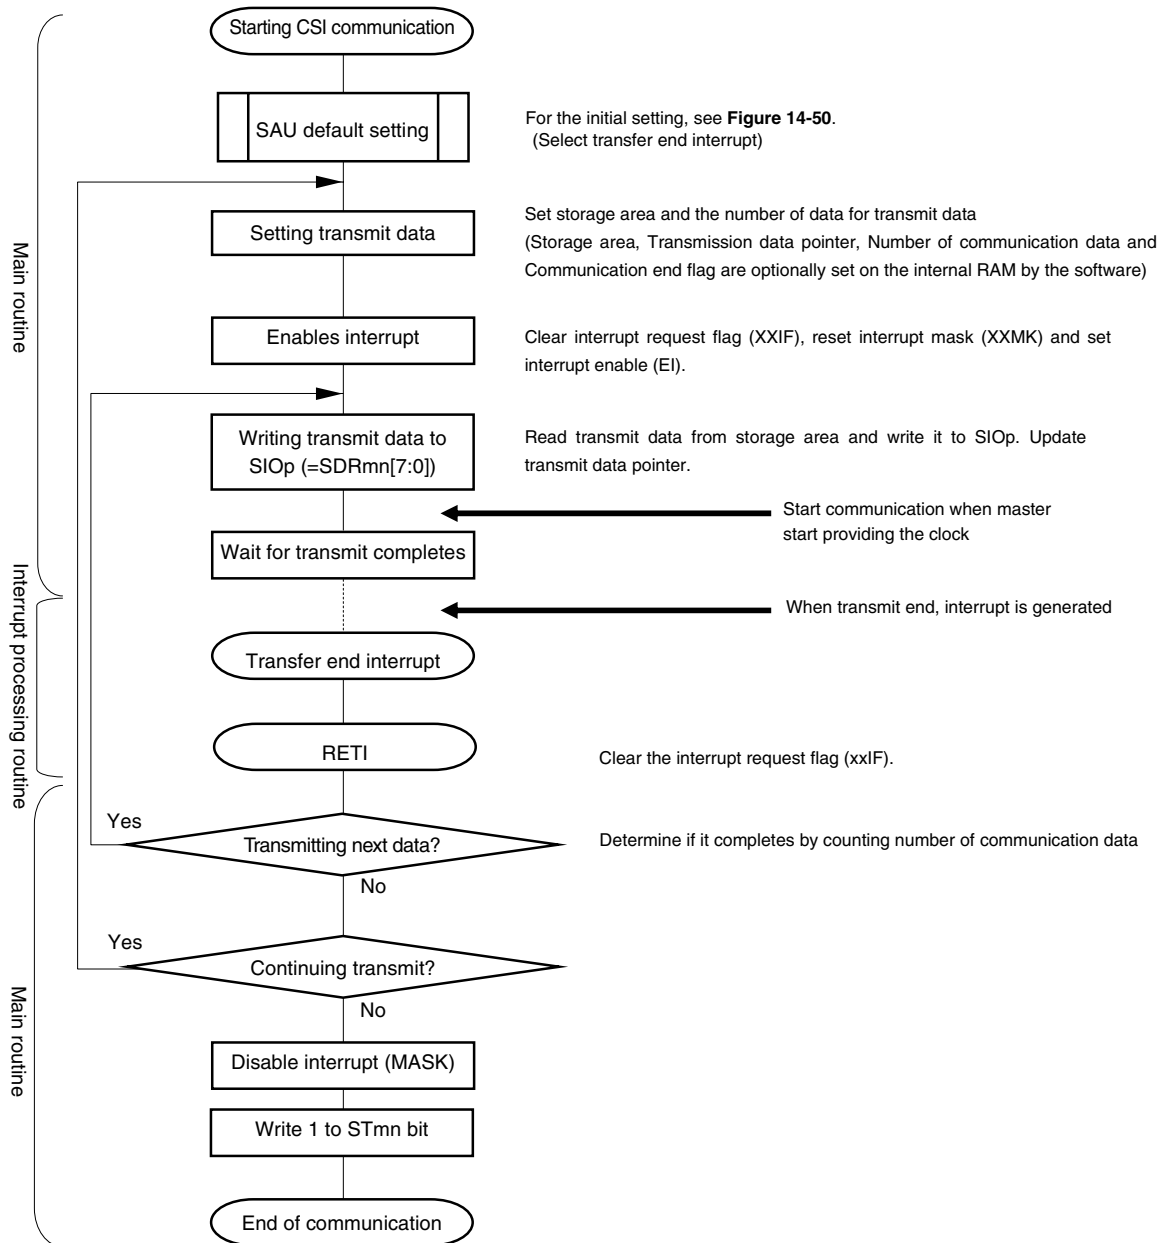 Starting CSI communication
SAU default setting
For the initial setting, see Figure 14-50.
(Select transfer end interrupt)
Setting transmit data
Set storage area and the number of data for transmit data
(Storage area, Transmission data pointer, Number of communication data and
Communication end flag are optionally set on the internal RAM by the software)
Main routine
Enables interrupt
Clear interrupt request flag (XXIF), reset interrupt mask (XXMK) and set
interrupt enable (EI).
Writing transmit data to
SIOp (=SDRmn[7:0])
Read transmit data from storage area and write it to SIOp. Update
transmit data pointer.
Start communication when master
start providing the clock
Wait for transmit completes
When transmit end, interrupt is generated
Interrupt processing routine
Transfer end interrupt
RETI
Clear the interrupt request flag (xxIF).
Yes
Transmitting next data?
Determine if it completes by counting number of communication data
No
Yes
Continuing transmit?
No
Main routine
Disable interrupt (MASK)
Write 1 to STmn bit
End of communication